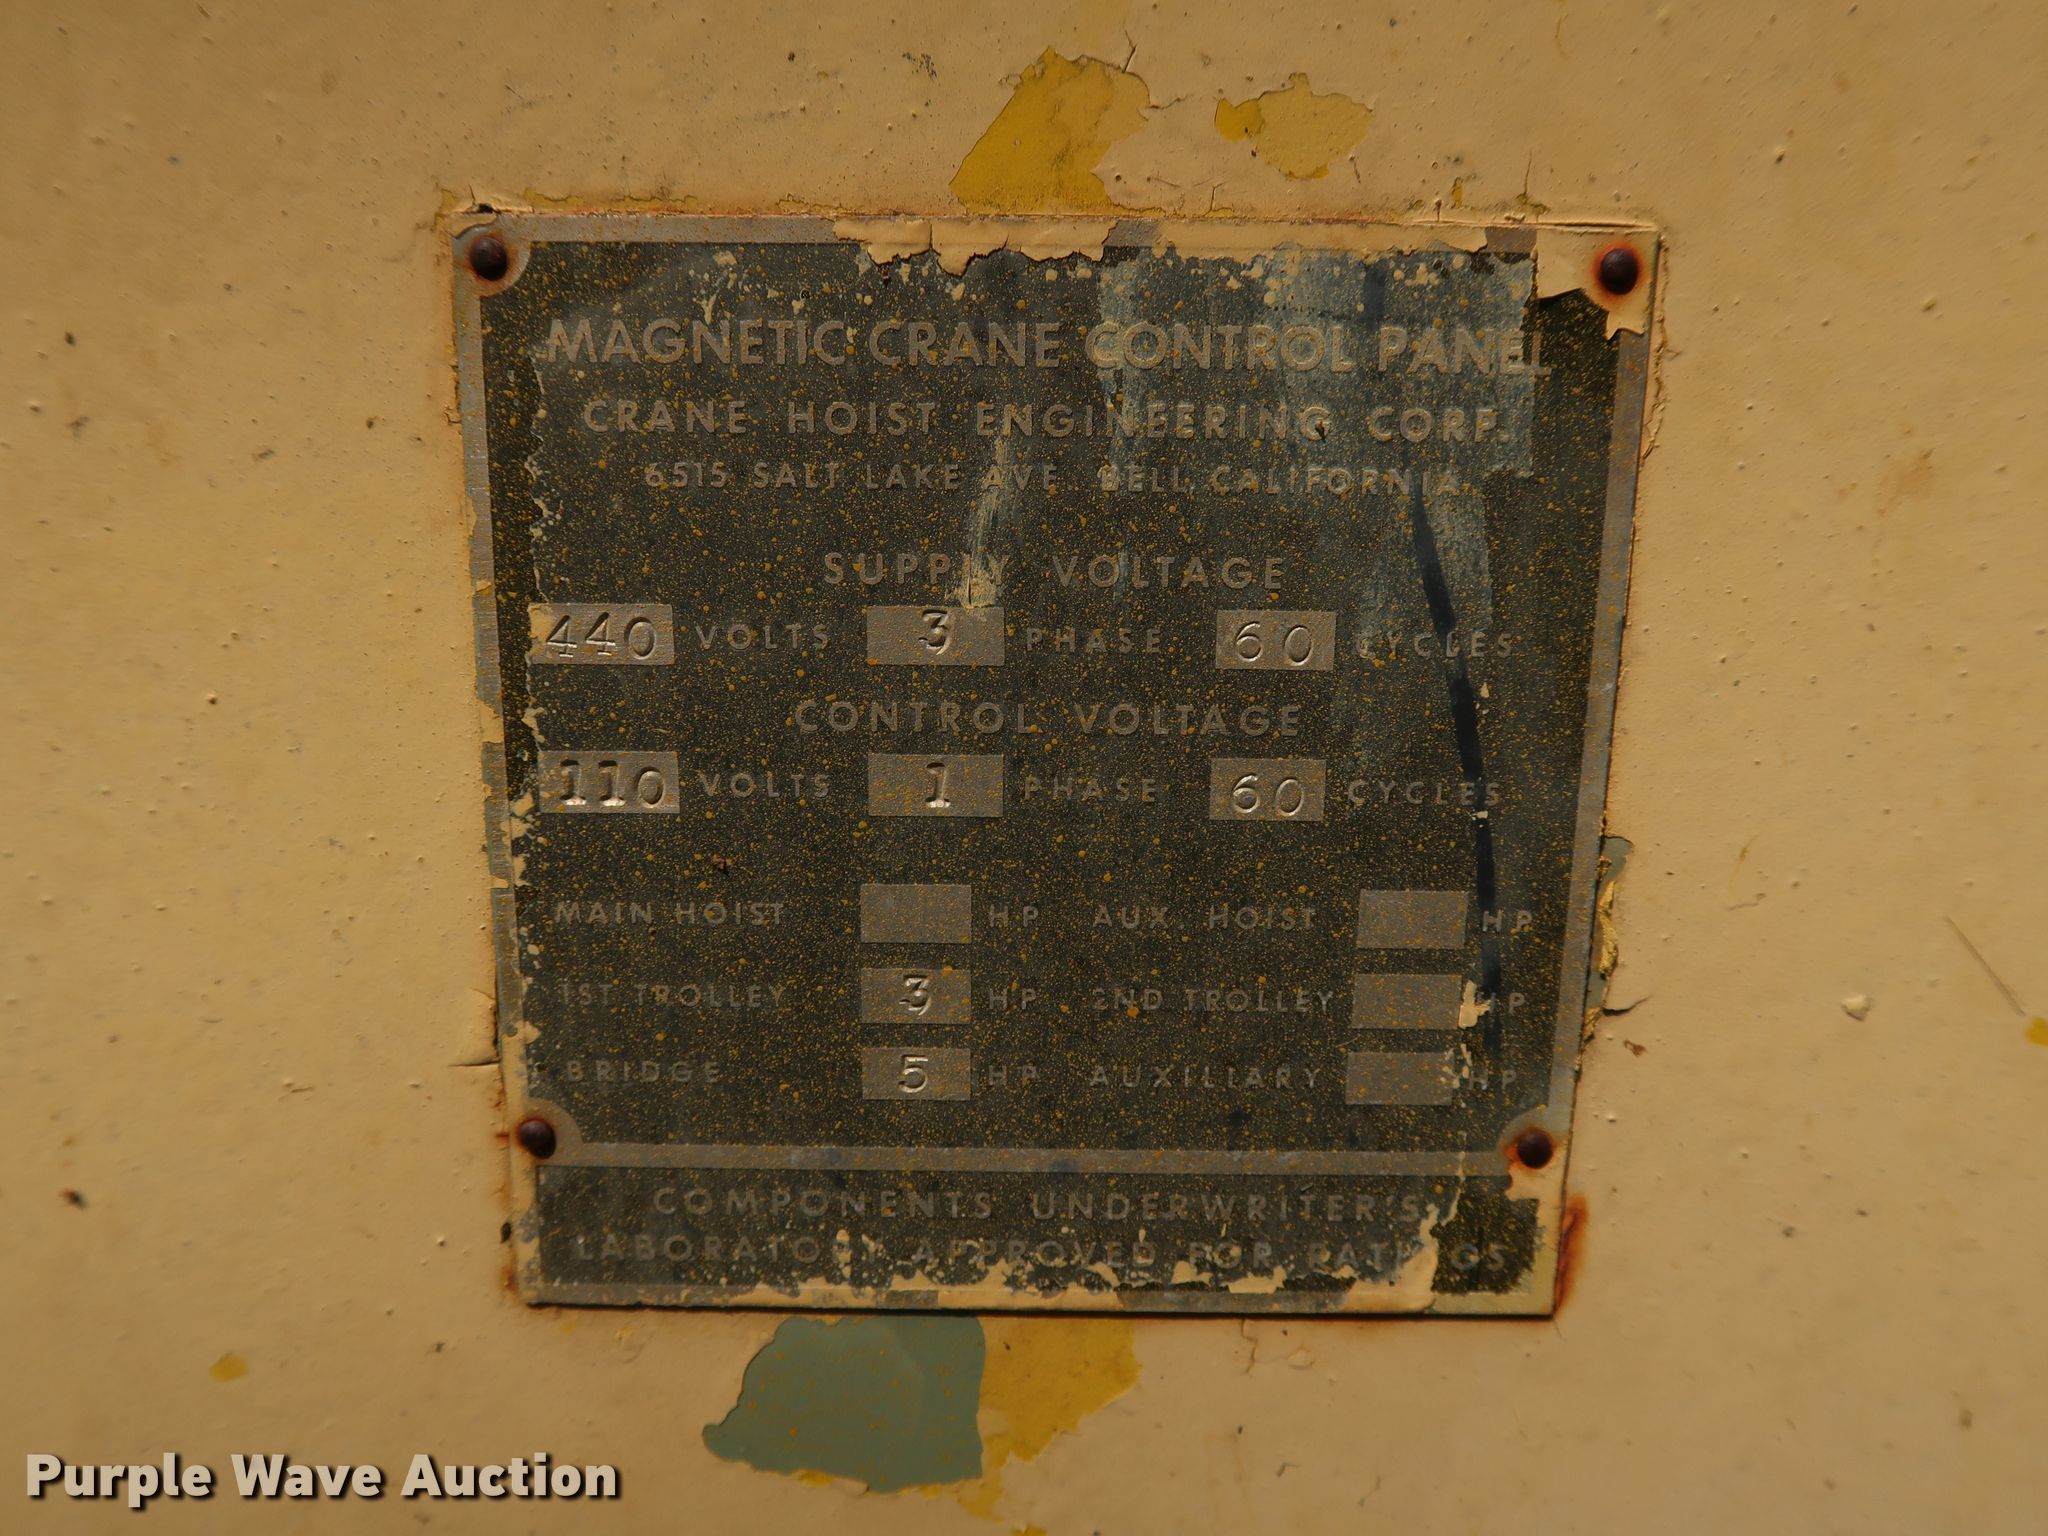 MAGNETIC CRANE CONTROL PANEL
CRANE HOIST ENGINEERING CORP.
6515 SALT LAKE AVE. BELL, CALIFORNIA
SUPPLY VOLTAGE
440 VOLTS 3 PHASE 60 CYCLES
CONTROL VOLTAGE
110 VOLTS 1 PHASE 60 CYCLES
MAIN HOIST HP AUX. HOIST HP
1ST TROLLEY 3 HP 2ND TROLLEY HP
BRIDGE 5 HP AUXILIARY HP
COMPONENTS UNDERWRITER'S
LABORATORY APPROVED FOR RATINGS
Purple Wave Auction